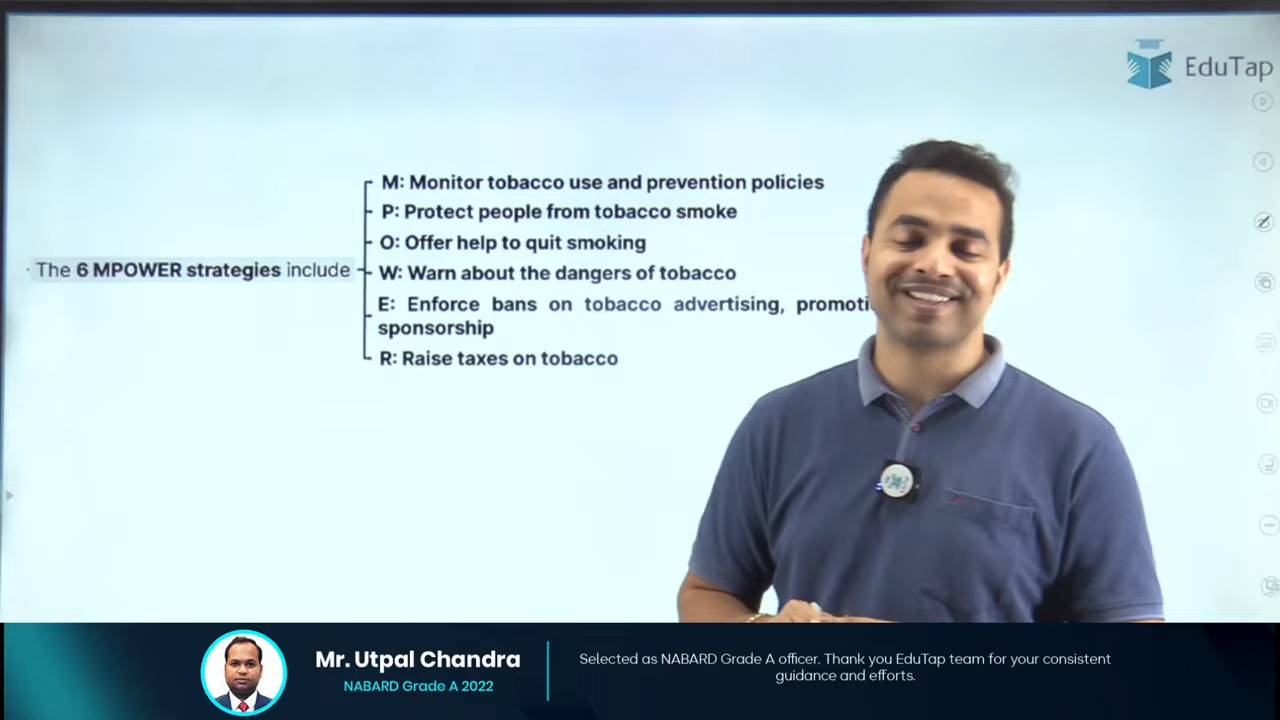 EduTap
M: Monitor tobacco use and prevention policies
P: Protect people from tobacco smoke
O: Offer help to quit smoking
· The 6 MPOWER strategies include
W: Warn about the dangers of tobacco
E: Enforce bans on tobacco advertising,
sponsorship
R: Raise taxes on tobacco
Mr. Utpal Chandra
NABARD Grade A 2022
Selected as NABARD Grade A officer. Thank you EduTap team for your consistent
guidance and efforts.